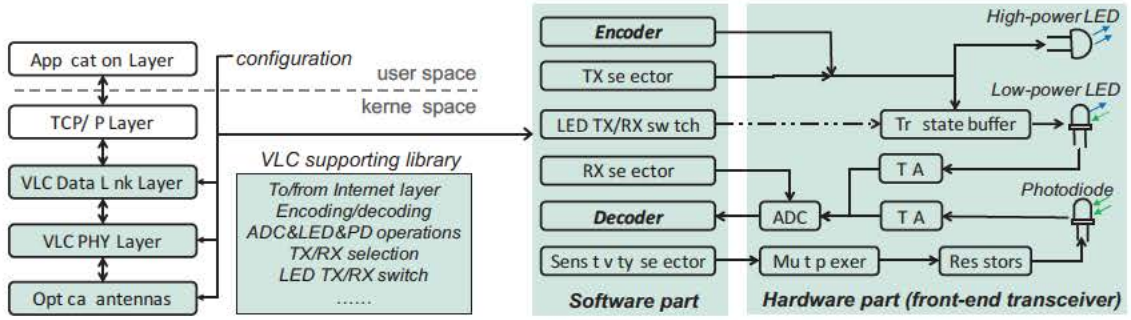 App cat on Layer
TCP/ P Layer
VLC Data L nk Layer
VLC PHY Layer
Opt ca antennas
configuration
user space
kerne space
VLC supporting library
To/from Internet layer
Encoding/decoding
ADC&LED&PD operations
TX/RX selection
LED TX/RX switch
......
Encoder
TX se ector
LED TX/RX sw tch
RX se ector
Decoder
Sens t v ty se ector
Software part
High-power LED
Low-power LED
Tr state buffer
T A
Photodiode
ADC
T A
Mu t p exer
Res stors
Hardware part (front-end transceiver)